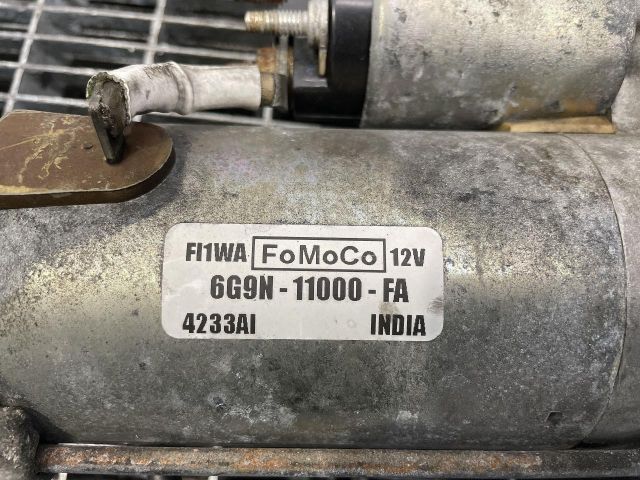 FI1WA FoMoCo 12V
6G9N - 11000 - FA
4233AI INDIA